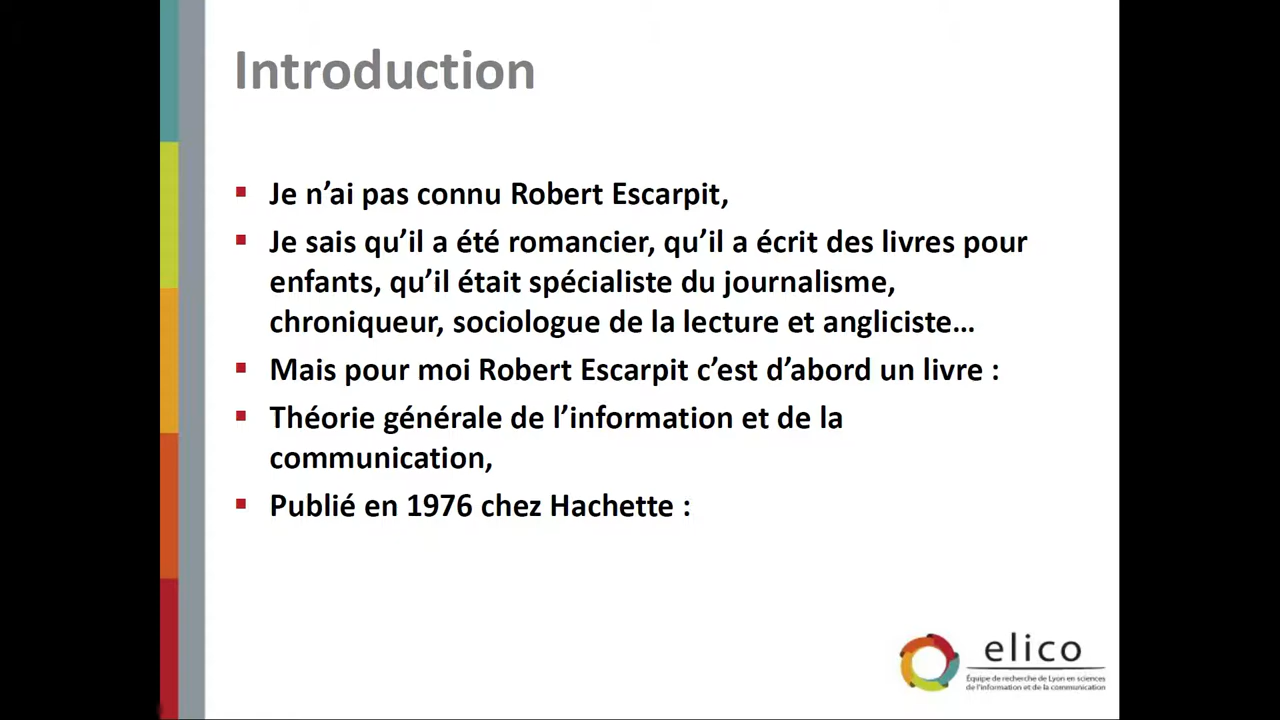 Introduction
Je n’ai pas connu Robert Escarpit,
Je sais qu’il a été romancier, qu’il a écrit des livres pour
enfants, qu’il était spécialiste du journalisme,
chroniqueur, sociologue de la lecture et angliciste…
Mais pour moi Robert Escarpit c’est d’abord un livre :
Théorie générale de l’information et de la
communication,
Publié en 1976 chez Hachette :
elico
Équipe de recherche de Lyon en sciences
de l'information et de la communication